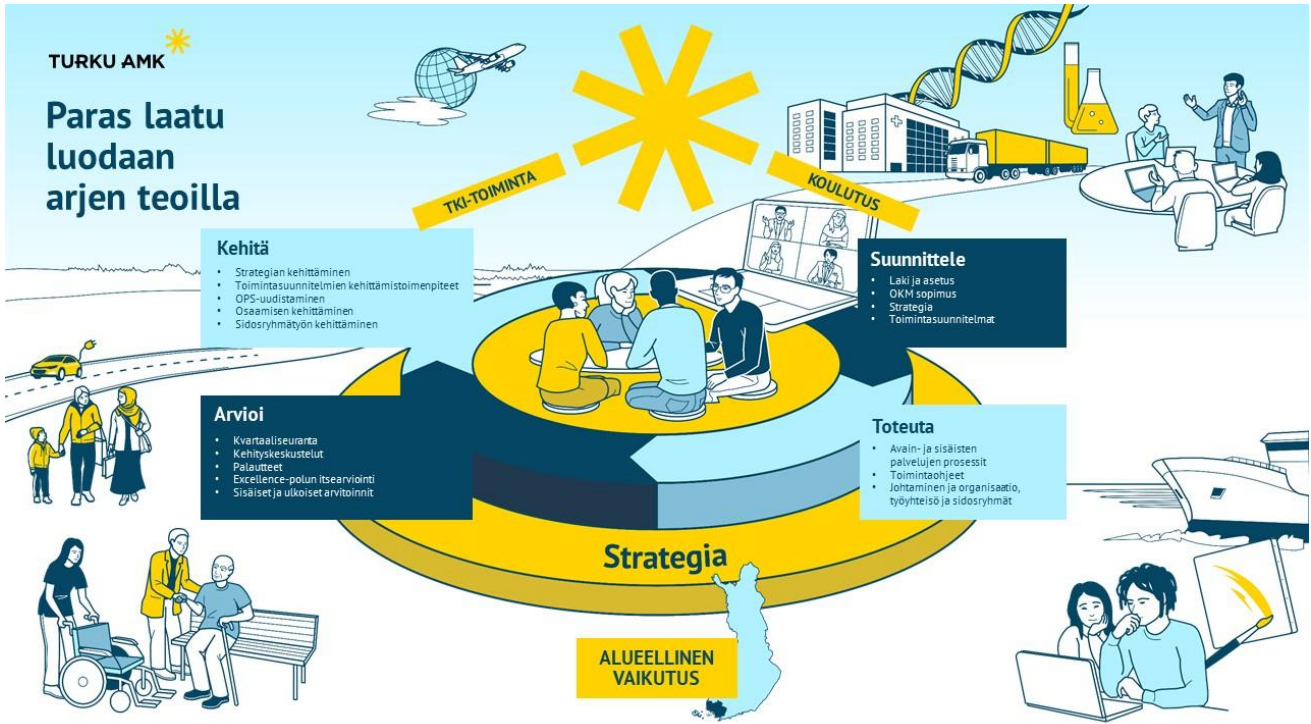 TURKU AMK
Paras laatu
luodaan
arjen teoilla
TKI-TOIMINTA
KOULUTUS
Kehitä
• Strategian kehittäminen
• Toimintasuunnitelmien kehittämistoimenpiteet
• OPS-uudistaminen
• Osaamisen kehittäminen
• Sidosryhmätyön kehittäminen
Suunnittele
• Laki ja asetus
• OKM sopimus
• Strategia
• Toimintasuunnitelmat
Arvioi
• Kvartaaliseuranta
• Kehityskeskustelut
• Palautteet
• Excellence-polun itsearviointi
• Sisäiset ja ulkoiset arvitoinnit
Toteuta
• Avain- ja sisäisten
palvelujen prosessit
• Toimintaohjeet
• Johtaminen ja organisaatio,
työyhteisö ja sidosryhmät
Strategia
ALUEELLINEN
VAIKUTUS